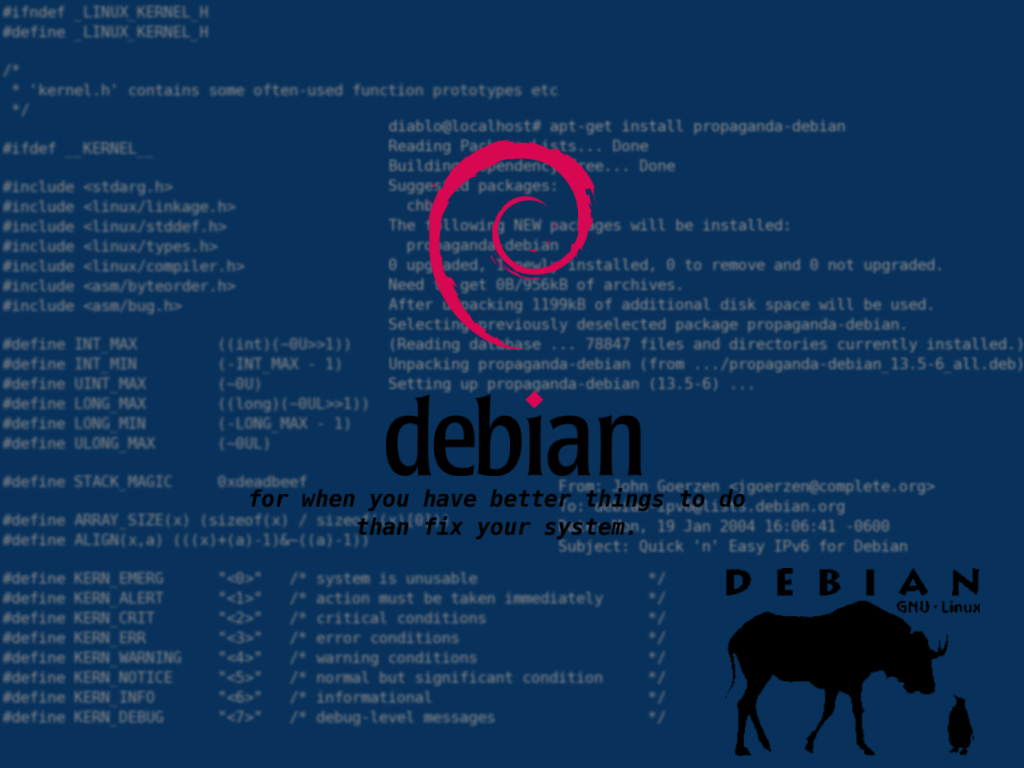 #ifndef _LINUX_KERNEL_H
#define _LINUX_KERNEL_H
/*
 * 'kernel.h' contains some often-used function prototypes etc
 */
#ifdef __KERNEL__
#include <stdarg.h>
#include <linux/linkage.h>
#include <linux/stddef.h>
#include <linux/types.h>
#include <linux/compiler.h>
#include <asm/byteorder.h>
#include <asm/bug.h>
#define INT_MAX ((int)(~0U>>1))
#define INT_MIN (-INT_MAX - 1)
#define UINT_MAX (~0U)
#define LONG_MAX ((long)(~0UL>>1))
#define LONG_MIN (-LONG_MAX - 1)
#define ULONG_MAX (~0UL)
#define STACK_MAGIC 0xdeadbeef
#define ARRAY_SIZE(x) (sizeof(x) /
#define ALIGN(x,a) (((x)+(a)-1)&~((a)-1))
#define KERN_EMERG "<0>" /* system is unusable */
#define KERN_ALERT "<1>" /* action must be taken immediately */
#define KERN_CRIT "<2>" /* critical conditions */
#define KERN_ERR "<3>" /* error conditions */
#define KERN_WARNING "<4>" /* warning conditions */
#define KERN_NOTICE "<5>" /* normal but significant condition */
#define KERN_INFO "<6>" /* informational */
#define KERN_DEBUG "<7>" /* debug-level messages */
diablo@localhost# apt-get install propaganda-debian
Reading Package Lists... Done
Building Dependency Tree... Done
Suggested packages:
The following NEW packages will be installed:
propaganda-debian
0 upgraded, 1 newly installed, 0 to remove and 0 not upgraded.
Need to get 0B/956kB of archives.
After unpacking 1199kB of additional disk space will be used.
Selecting previously deselected package propaganda-debian.
(Reading database ... 78847 files and directories currently installed.)
Unpacking propaganda-debian (from .../propaganda-debian_13.5-6_all.deb)
Setting up propaganda-debian (13.5-6) ...
debian
for when you have better things to do
than fix your system.
From: John Goerzen <jgoerzen@complete.org>
To:
19 Jan 2004 16:06:41 -0600
Subject: Quick 'n' Easy IPv6 for Debian
DEBIAN
GNU·Linux